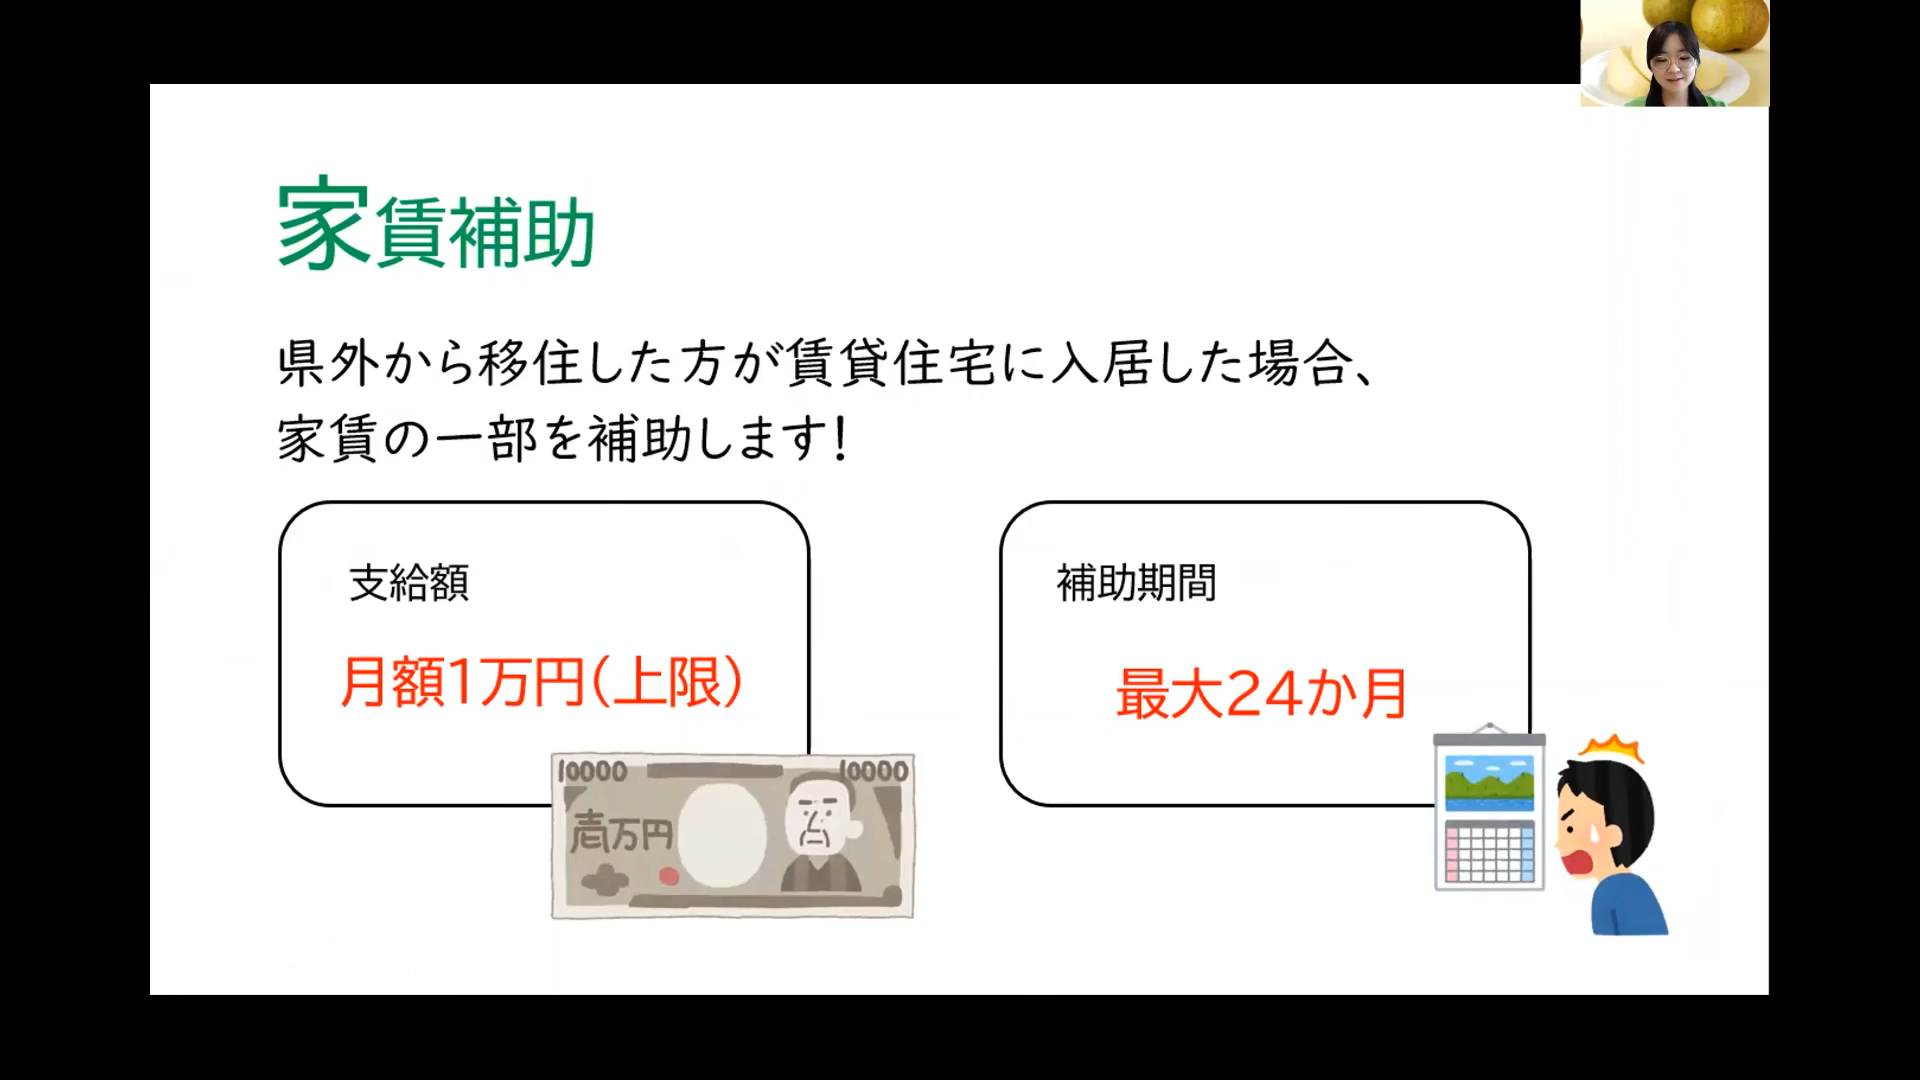 家賃補助
県外から移住した方が賃貸住宅に入居した場合、
家賃の一部を補助します!
支給額
月額1万円(上限)
補助期間
最大24か月
10000 10000
壱万円